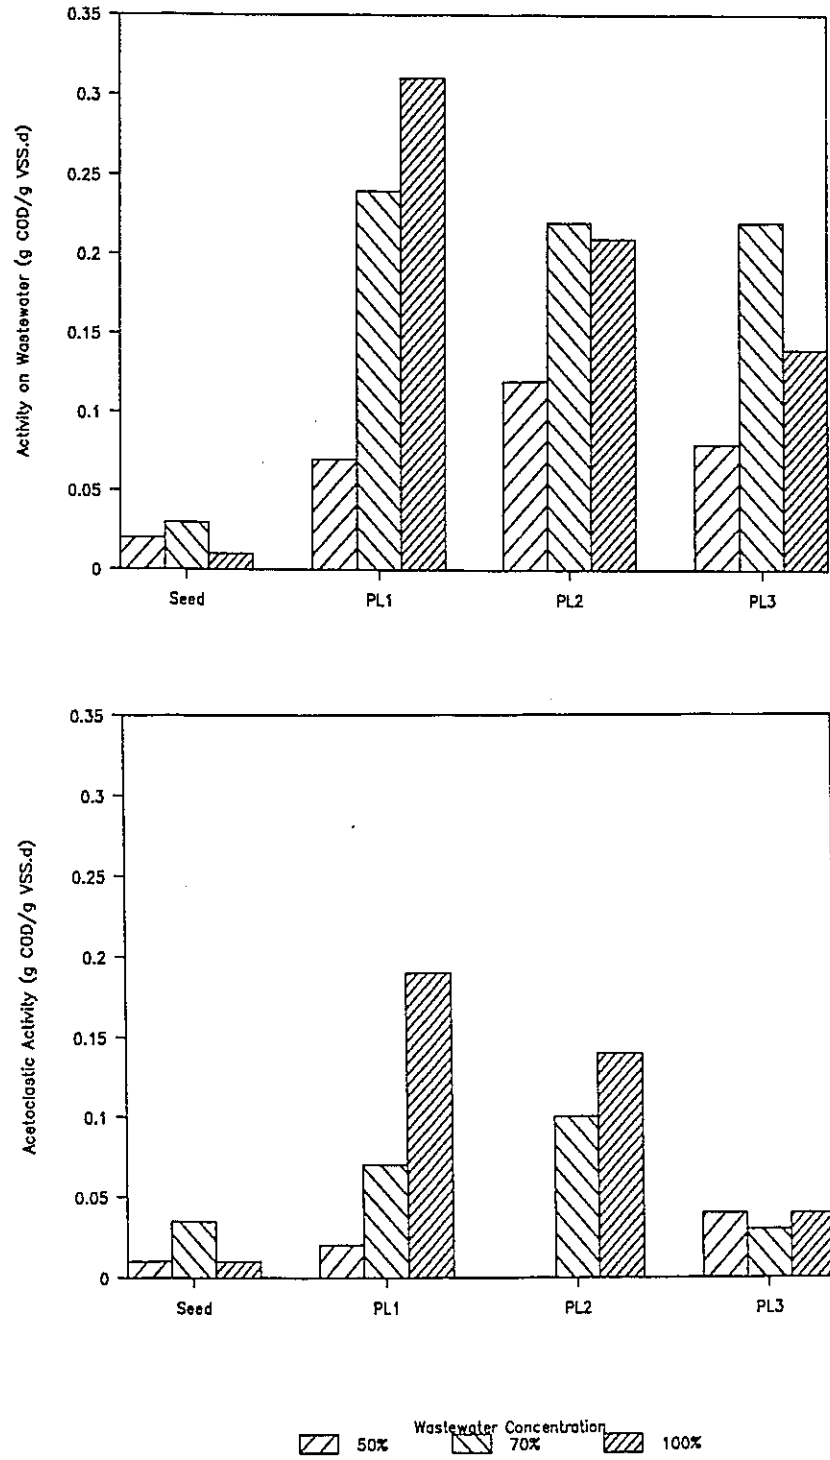 0.35
0.3
0.25
0.2
0.15
0.1
0.05
0
Activity on Wastewater (g COD/g VSS.d)
Seed PL1 PL2 PL3
0.35
0.3
0.25
0.2
0.15
0.1
0.05
0
Acetoclastic Activity (g COD/g VSS.d)
Seed PL1 PL2 PL3
Wastewater Concentration
50% 70% 100%